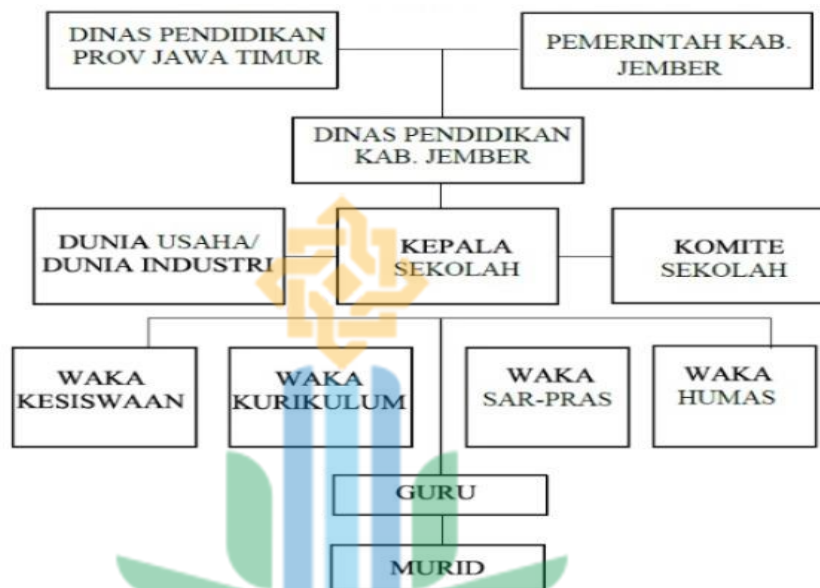 DINAS PENDIDIKAN
PROV JAWA TIMUR
PEMERINTAH KAB.
JEMBER
DINAS PENDIDIKAN
KAB. JEMBER
DUNIA USAHA/
DUNIA INDUSTRI
KEPALA
SEKOLAH
KOMITE
SEKOLAH
WAKA
KESISWAAN
WAKA
KURIKULUM
WAKA
SAR-PRAS
WAKA
HUMAS
GURU
MURID